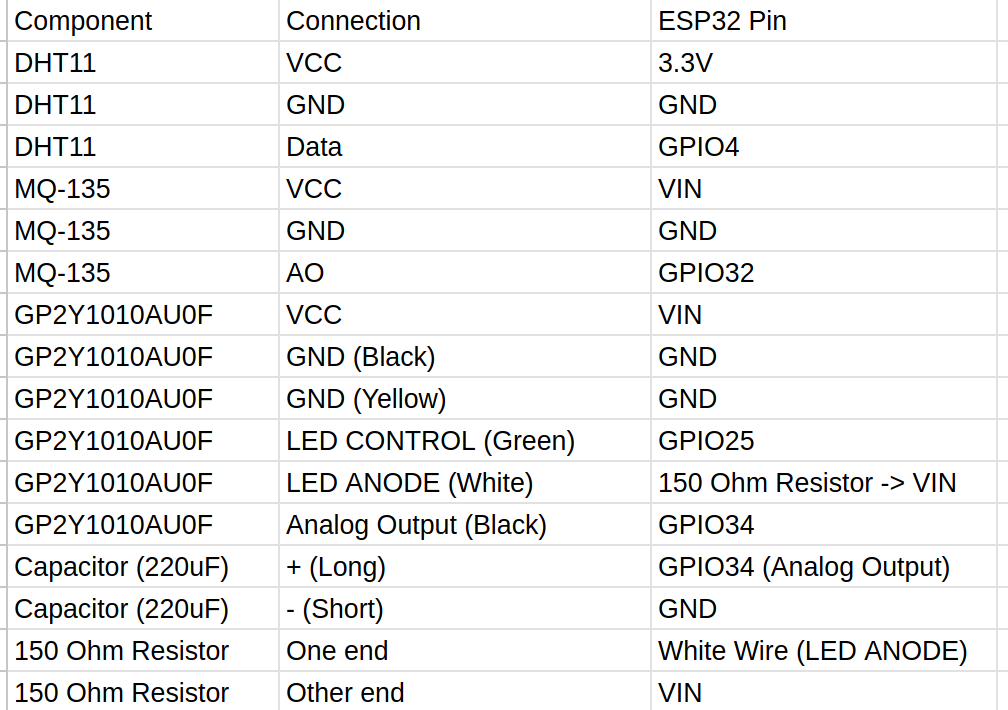 Component Connection ESP32 Pin
DHT11 VCC 3.3V
DHT11 GND GND
DHT11 Data GPIO4
MQ-135 VCC VIN
MQ-135 GND GND
MQ-135 AO GPIO32
GP2Y1010AU0F VCC VIN
GP2Y1010AU0F GND (Black) GND
GP2Y1010AU0F GND (Yellow) GND
GP2Y1010AU0F LED CONTROL (Green) GPIO25
GP2Y1010AU0F LED ANODE (White) 150 Ohm Resistor -> VIN
GP2Y1010AU0F Analog Output (Black) GPIO34
Capacitor (220uF) + (Long) GPIO34 (Analog Output)
Capacitor (220uF) - (Short) GND
150 Ohm Resistor One end White Wire (LED ANODE)
150 Ohm Resistor Other end VIN